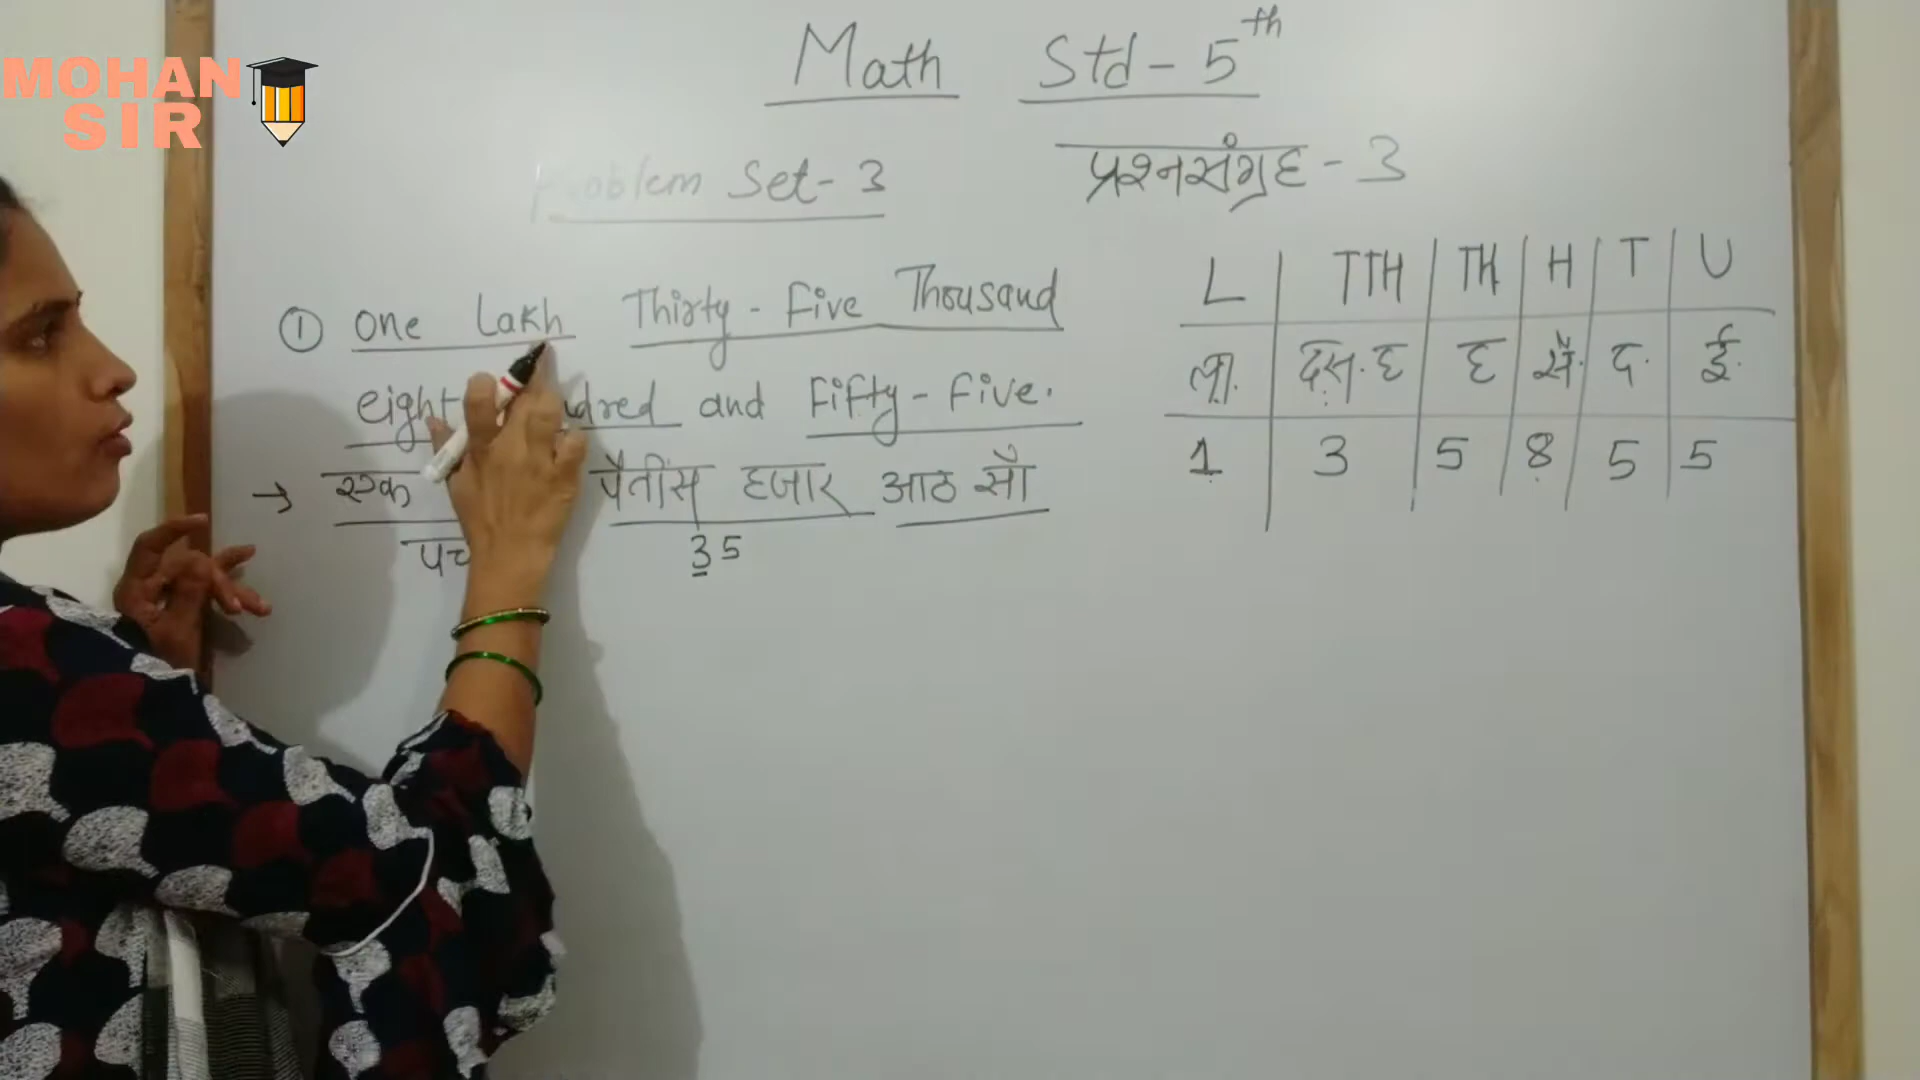 MOHAN
SIR
Math Std - 5th
Problem Set - 3
प्रश्नसंग्रह - 3
① One Lakh Thirty - Five Thousand
eight and Fifty - Five.
→ एक पैतींस हजार आठ सौ
35
L TTH TH H T U
ला. दस. ह ह सें. द. ई.
1 3 5 8 5 5